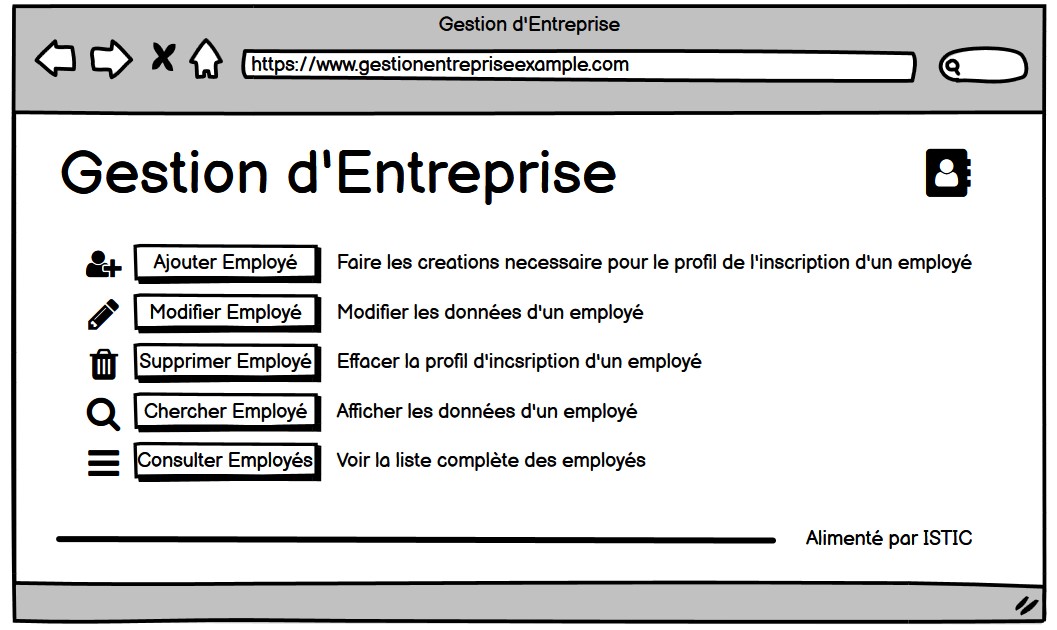 Gestion d'Entreprise
https://www.gestionentrepriseexample.com
Gestion d'Entreprise
Ajouter Employé Faire les creations necessaire pour le profil de l'inscription d'un employé
Modifier Employé Modifier les données d'un employé
Supprimer Employé Effacer la profil d'incsription d'un employé
Chercher Employé Afficher les données d'un employé
Consulter Employés Voir la liste complète des employés
Alimenté par ISTIC